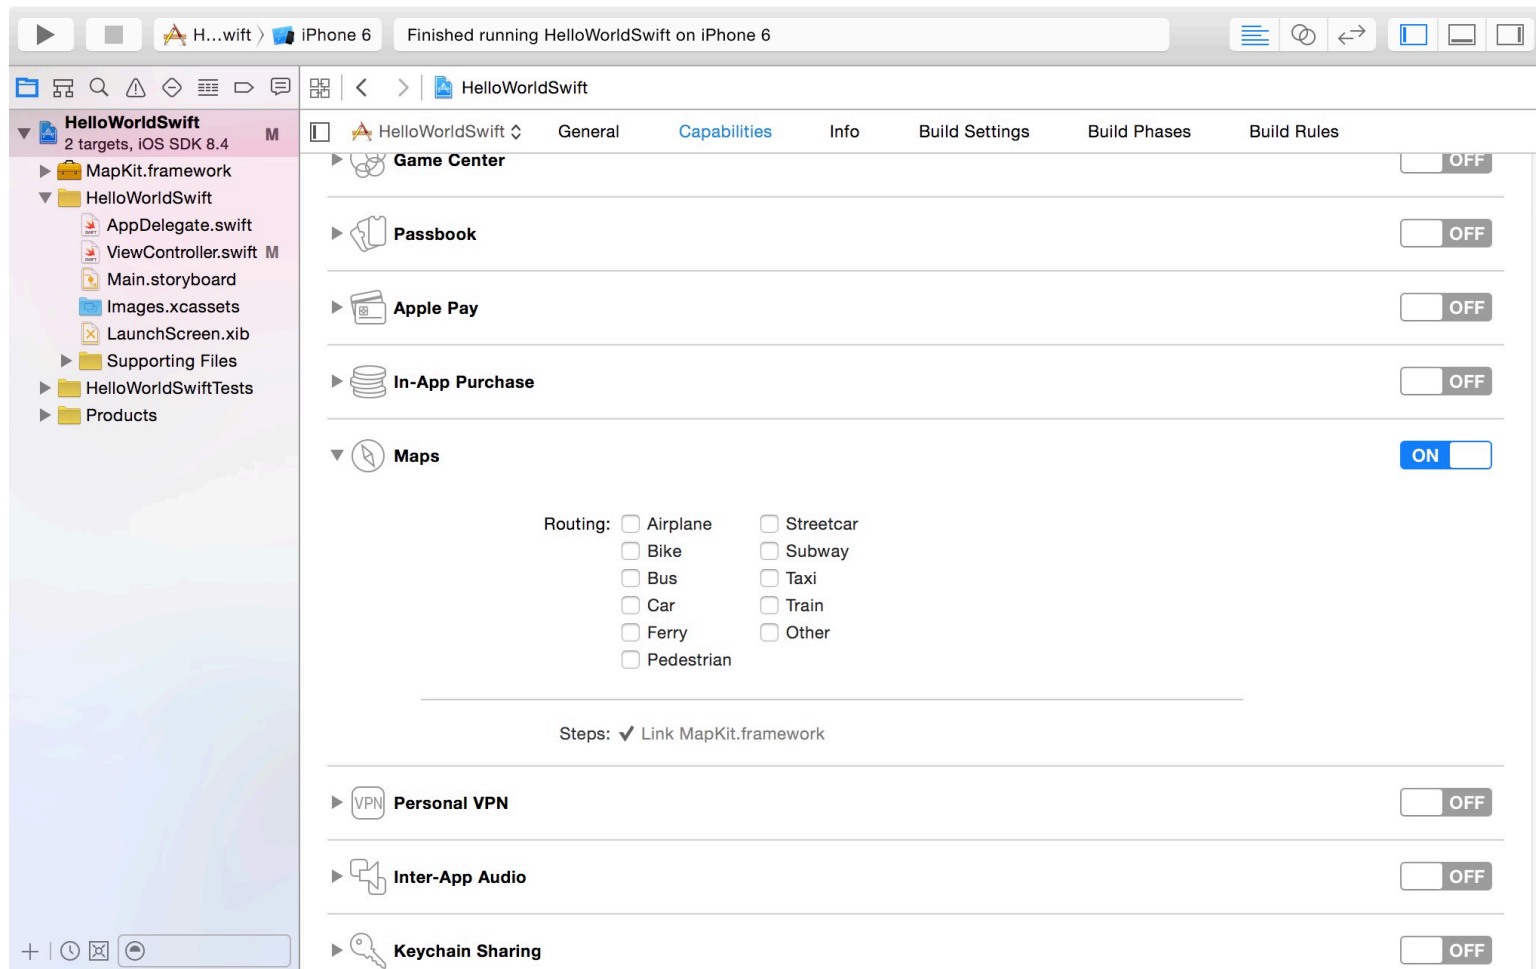 H...wift 〉 iPhone 6
Finished running HelloWorldSwift on iPhone 6
HelloWorldSwift
HelloWorldSwift
2 targets, iOS SDK 8.4
M
MapKit.framework
HelloWorldSwift
AppDelegate.swift
ViewController.swift M
Main.storyboard
Images.xcassets
LaunchScreen.xib
Supporting Files
HelloWorldSwiftTests
Products
HelloWorldSwift General Capabilities Info Build Settings Build Phases Build Rules
Game Center OFF
Passbook OFF
Apple Pay OFF
In-App Purchase OFF
Maps ON
Routing: Airplane Streetcar
Bike Subway
Bus Taxi
Car Train
Ferry Other
Pedestrian
Steps: ✓ Link MapKit.framework
VPN Personal VPN OFF
Inter-App Audio OFF
Keychain Sharing OFF